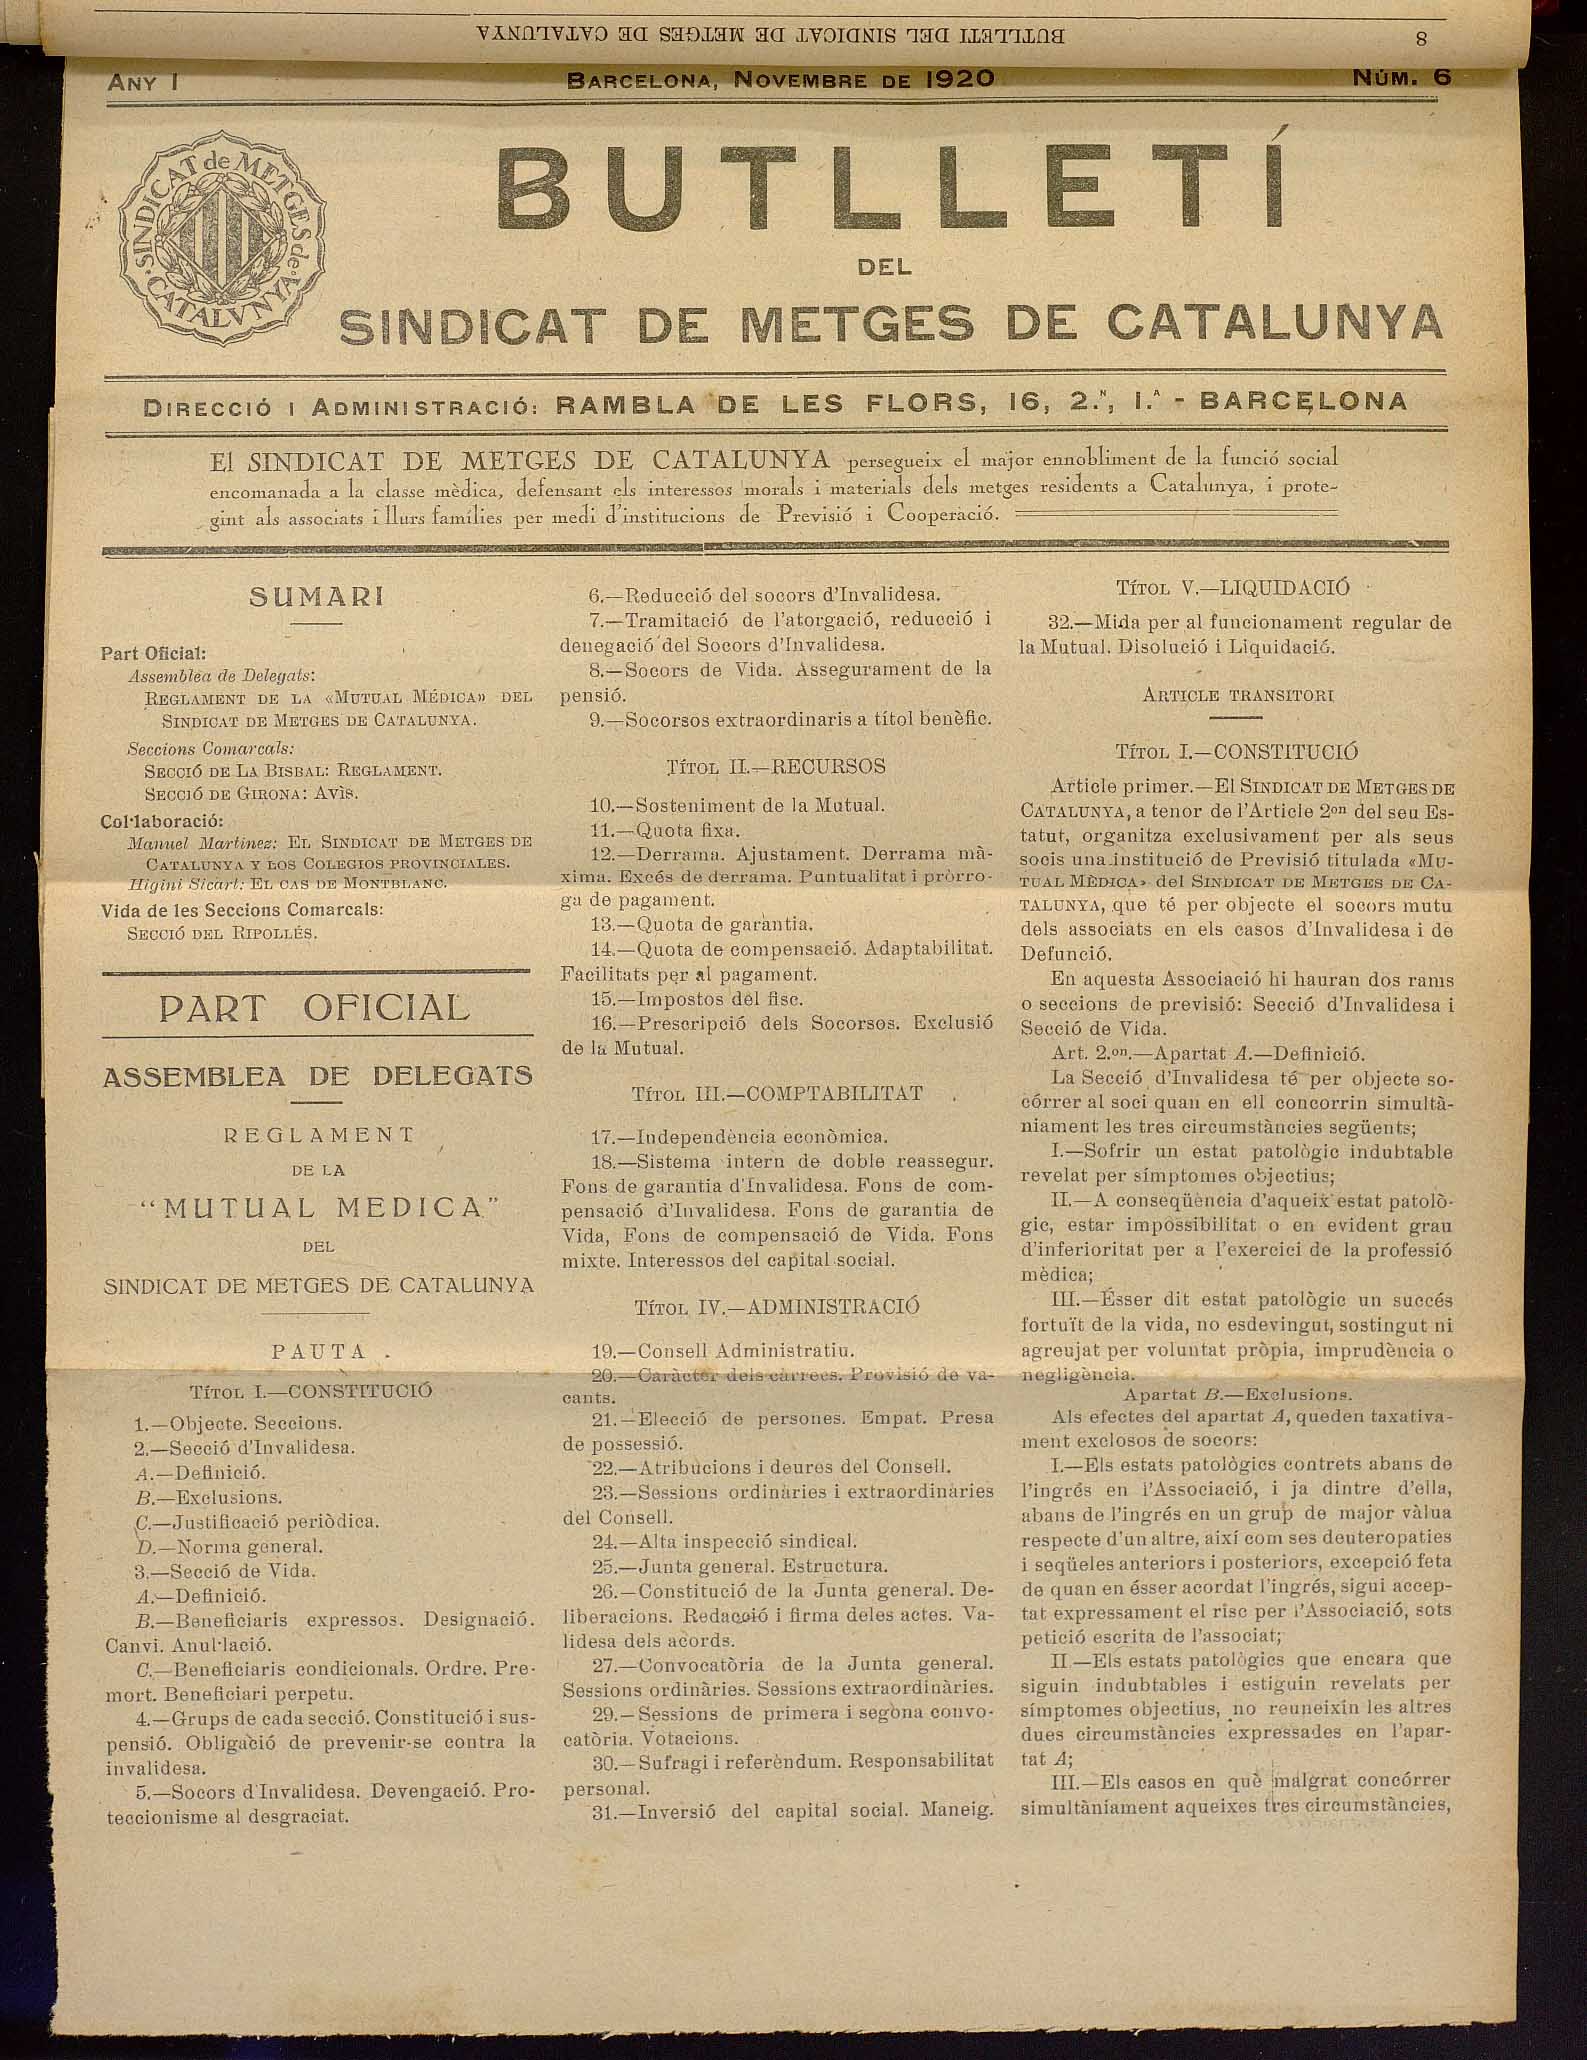 BUTLLETI DEL SINDICAT DE METGES DE CATALUNYA
8
ANY I
BARCELONA, NOVEMBRE DE 1920
NÚM. 6
SINDICAT de METGES de CATALVNYA
BUTLLETÍ
DEL
SINDICAT DE METGES DE CATALUNYA
DIRECCIÓ I ADMINISTRACIÓ: RAMBLA DE LES FLORS, 16, 2.ᴺ, 1.ᴬ - BARCELONA
El SINDICAT DE METGES DE CATALUNYA persegueix el major ennobliment de la funció social
encomanada a la classe mèdica, defensant els interessos morals i materials dels metges residents a Catalunya, i prote-
gint als associats i llurs famílies per medi d'institucions de Previsió i Cooperació.
SUMARI
Part Oficial:
Assemblea de Delegats:
REGLAMENT DE LA «MUTUAL MÉDICA» DEL
SINDICAT DE METGES DE CATALUNYA.
Seccions Comarcals:
SECCIÓ DE LA BISBAL: REGLAMENT.
SECCIÓ DE GIRONA: AVÌS.
Col·laboració:
Manuel Martinez: EL SINDICAT DE METGES DE
CATALUNYA Y LOS COLEGIOS PROVINCIALES.
Higini Sicart: EL CAS DE MONTBLANC.
Vida de les Seccions Comarcals:
SECCIÓ DEL RIPOLLÉS.
PART OFICIAL
ASSEMBLEA DE DELEGATS
REGLAMENT
DE LA
"MUTUAL MEDICA"
DEL
SINDICAT DE METGES DE CATALUNYA
PAUTA
TÍTOL I.—CONSTITUCIÓ
1.—Objecte. Seccions.
2.—Secció d'Invalidesa.
A.—Definició.
B.—Exclusions.
C.—Justificació periòdica.
D.—Norma general.
3.—Secció de Vida.
A.—Definició.
B.—Beneficiaris expressos. Designació.
Canvi. Anul·lació.
C.—Beneficiaris condicionals. Ordre. Pre-
mort. Beneficiari perpetu.
4.—Grups de cada secció. Constitució i sus-
pensió. Obligació de prevenir-se contra la
invalidesa.
5.—Socors d'Invalidesa. Devengació. Pro-
teccionisme al desgraciat.
6.—Reducció del socors d'Invalidesa.
7.—Tramitació de l'atorgació, reducció i
denegació del Socors d'Invalidesa.
8.—Socors de Vida. Assegurament de la
pensió.
9.—Socorsos extraordinaris a títol benèfic.
TÍTOL II.—RECURSOS
10.—Sosteniment de la Mutual.
11.—Quota fixa.
12.—Derrama. Ajustament. Derrama mà-
xima. Excés de derrama. Puntualitat i pròrro-
ga de pagament.
13.—Quota de garàntia.
14.—Quota de compensació. Adaptabilitat.
Facilitats per al pagament.
15.—Impostos del fisc.
16.—Prescripció dels Socorsos. Exclusió
de la Mutual.
TÍTOL III.—COMPTABILITAT
17.—Independència econòmica.
18.—Sistema intern de doble reassegur.
Fons de garantia d'Invalidesa. Fons de com-
pensació d'Invalidesa. Fons de garantia de
Vida, Fons de compensació de Vida. Fons
mixte. Interessos del capital social.
TÍTOL IV.—ADMINISTRACIÓ
19.—Consell Administratiu.
20.—Caràcter dels càrrecs. Provisió de va-
cants.
21.—Elecció de persones. Empat. Presa
de possessió.
22.—Atribucions i deures del Consell.
23.—Sessions ordinàries i extraordinàries
del Consell.
24.—Alta inspecció sindical.
25.—Junta general. Estructura.
26.—Constitució de la Junta general. De-
liberacions. Redacció i firma deles actes. Va-
lidesa dels acords.
27.—Convocatòria de la Junta general.
Sessions ordinàries. Sessions extraordinàries.
29.—Sessions de primera i segona convo-
catòria. Votacions.
30.—Sufragi i referèndum. Responsabilitat
personal.
31.—Inversió del capital social. Maneig.
TÍTOL V.—LIQUIDACIÓ
32.—Mida per al funcionament regular de
la Mutual. Disolució i Liquidació.
ARTICLE TRANSITORI
TÍTOL I.—CONSTITUCIÓ
Article primer.—El SINDICAT DE METGES DE
CATALUNYA, a tenor de l'Article 2on del seu Es-
tatut, organitza exclusivament per als seus
socis una institució de Previsió titulada «MU-
TUAL MÈDICA» del SINDICAT DE METGES DE CA-
TALUNYA, que té per objecte el socors mutu
dels associats en els casos d'Invalidesa i de
Defunció.
En aquesta Associació hi hauran dos rams
o seccions de previsió: Secció d'Invalidesa i
Secció de Vida.
Art. 2.on.—Apartat A.—Definició.
La Secció d'Invalidesa té per objecte so-
córrer al soci quan en ell concorrin simultà-
niament les tres circumstàncies següents;
I.—Sofrir un estat patològic indubtable
revelat per símptomes objectius;
II.—A conseqüència d'aqueix estat patolò-
gic, estar impossibilitat o en evident grau
d'inferioritat per a l'exercici de la professió
mèdica;
III.—Ésser dit estat patològic un succés
fortuït de la vida, no esdevingut, sostingut ni
agreujat per voluntat pròpia, imprudència o
negligència.
Apartat B.—Exclusions.
Als efectes del apartat A, queden taxativa-
ment exclosos de socors:
I.—Els estats patològics contrets abans de
l'ingrés en l'Associació, i ja dintre d'ella,
abans de l'ingrés en un grup de major vàlua
respecte d'un altre, així com ses deuteropaties
i seqüeles anteriors i posteriors, excepció feta
de quan en ésser acordat l'ingrés, sigui accep-
tat expressament el risc per l'Associació, sots
petició escrita de l'associat;
II—Els estats patològics que encara que
siguin indubtables i estiguin revelats per
símptomes objectius, no reuneixin les altres
dues circumstàncies expressades en l'apar-
tat A;
III.—Els casos en què malgrat concórrer
simultàniament aqueixes tres circumstàncies,